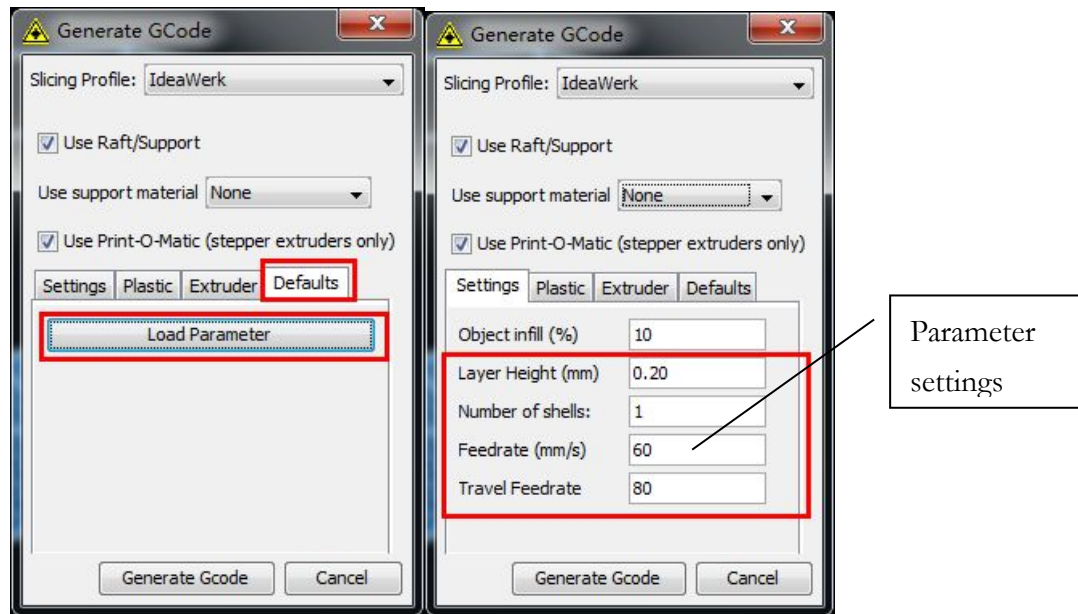 Generate GCode
Slicing Profile: IdeaWerk
Use Raft/Support
Use support material None
Use Print-O-Matic (stepper extruders only)
Settings Plastic Extruder Defaults
Load Parameter
Generate Gcode Cancel
Generate GCode
Slicing Profile: IdeaWerk
Use Raft/Support
Use support material None
Use Print-O-Matic (stepper extruders only)
Settings Plastic Extruder Defaults
Object infill (%) 10
Layer Height (mm) 0.20
Number of shells: 1
Feedrate (mm/s) 60
Travel Feedrate 80
Generate Gcode Cancel
Parameter
settings